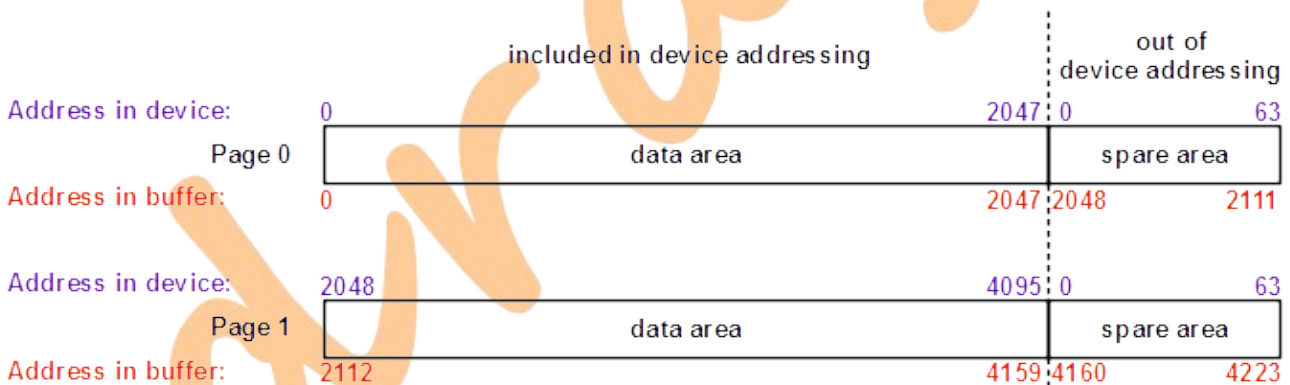 included in device addressing
out of
device addressing
Address in device: 0 2047 0 63
Page 0 data area spare area
Address in buffer: 0 2047 2048 2111
Address in device: 2048 4095 0 63
Page 1 data area spare area
Address in buffer: 2112 4159 4160 4223